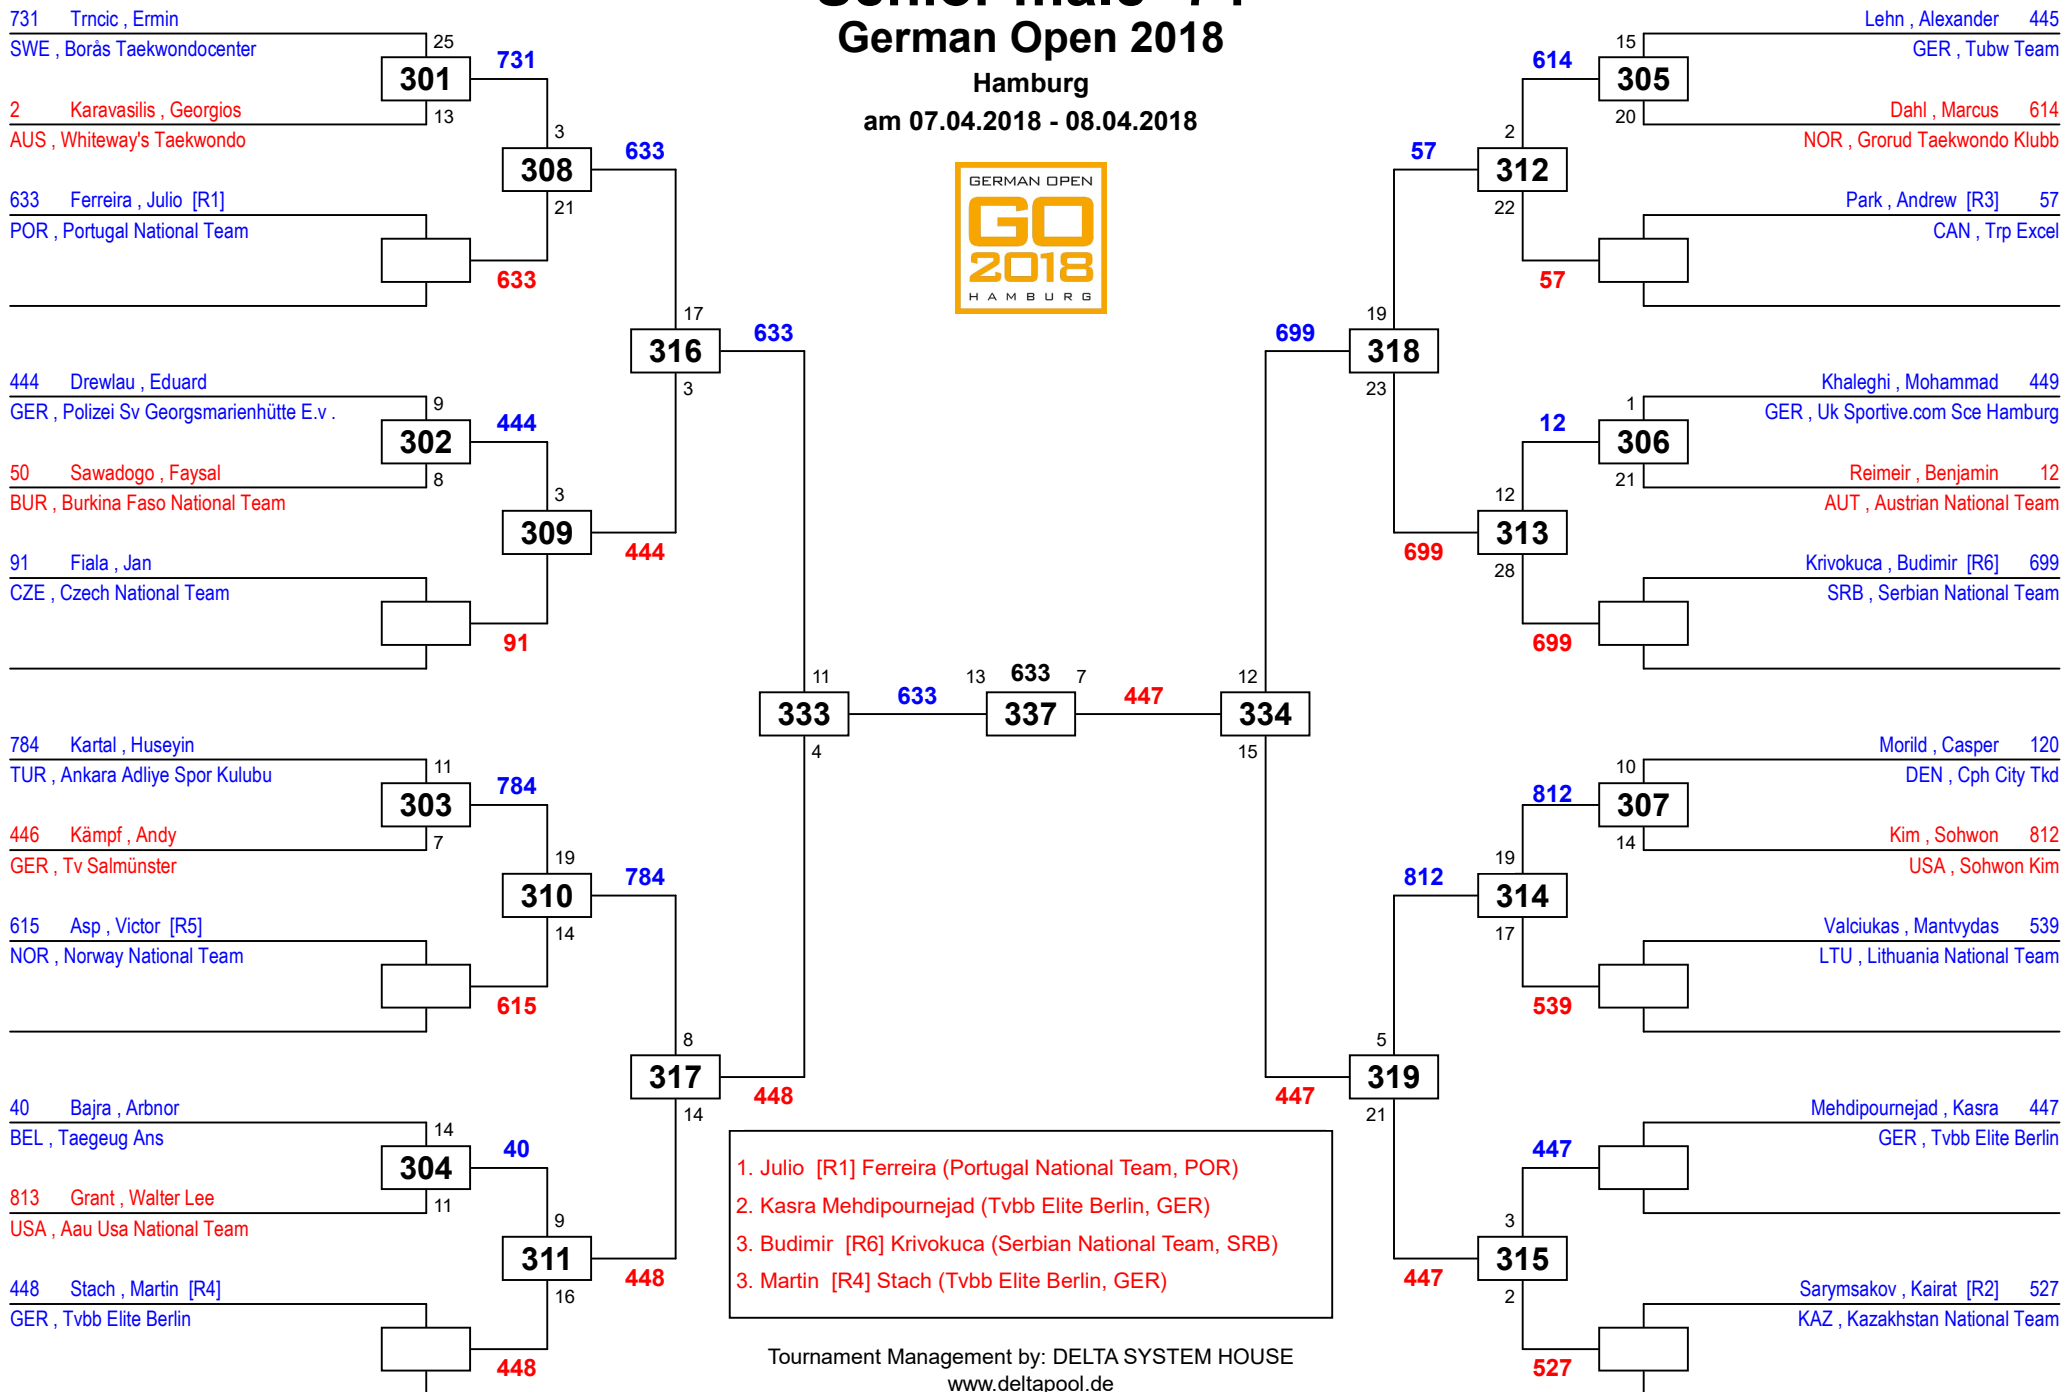 German Open 2018
Hamburg
am 07.04.2018 - 08.04.2018
GERMAN OPEN
GO
2018
HAMBURG
731 Trncic , Ermin
SWE , Borås Taekwondocenter
25
301
731
2 Karavasilis , Georgios
13
AUS , Whiteway's Taekwondo
3
308
633
633 Ferreira , Julio [R1]
21
POR , Portugal National Team
633
17
316
633
3
444 Drewlau , Eduard
GER , Polizei Sv Georgsmarienhütte E.v .
9
302
444
50 Sawadogo , Faysal
8
BUR , Burkina Faso National Team
3
309
444
91 Fiala , Jan
CZE , Czech National Team
91
11
333
633
4
784 Kartal , Huseyin
TUR , Ankara Adliye Spor Kulubu
11
303
784
446 Kämpf , Andy
7
GER , Tv Salmünster
19
310
784
615 Asp , Victor [R5]
14
NOR , Norway National Team
615
8
317
448
14
40 Bajra , Arbnor
BEL , Taegeug Ans
14
304
40
813 Grant , Walter Lee
11
USA , Aau Usa National Team
9
311
448
448 Stach , Martin [R4]
16
GER , Tvbb Elite Berlin
448
13 633 7
337
Lehn , Alexander 445
GER , Tubw Team
15
614
305
Dahl , Marcus 614
20
NOR , Grorud Taekwondo Klubb
2
57
312
Park , Andrew [R3] 57
22
CAN , Trp Excel
57
19
699
318
23
Khaleghi , Mohammad 449
GER , Uk Sportive.com Sce Hamburg
1
12
306
Reimeir , Benjamin 12
21
AUT , Austrian National Team
12
313
699
Krivokuca , Budimir [R6] 699
28
SRB , Serbian National Team
699
12
447
334
15
Morild , Casper 120
DEN , Cph City Tkd
10
812
307
Kim , Sohwon 812
14
USA , Sohwon Kim
19
812
314
Valciukas , Mantvydas 539
17
LTU , Lithuania National Team
539
5
319
447
21
Mehdipournejad , Kasra 447
GER , Tvbb Elite Berlin
447
3
315
447
2
Sarymsakov , Kairat [R2] 527
KAZ , Kazakhstan National Team
527
1. Julio [R1] Ferreira (Portugal National Team, POR)
2. Kasra Mehdipournejad (Tvbb Elite Berlin, GER)
3. Budimir [R6] Krivokuca (Serbian National Team, SRB)
3. Martin [R4] Stach (Tvbb Elite Berlin, GER)
Tournament Management by: DELTA SYSTEM HOUSE
www.deltapool.de